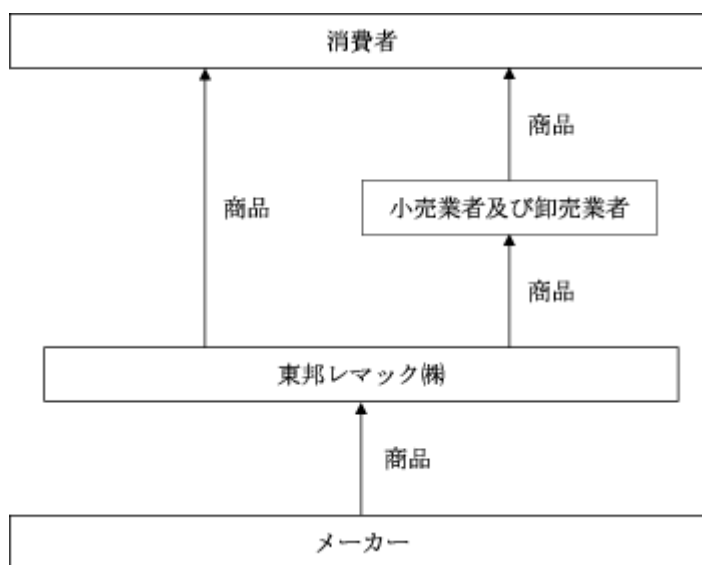 消費者
商品
商品
小売業者及び卸売業者
商品
東邦レマック㈱
商品
メーカー